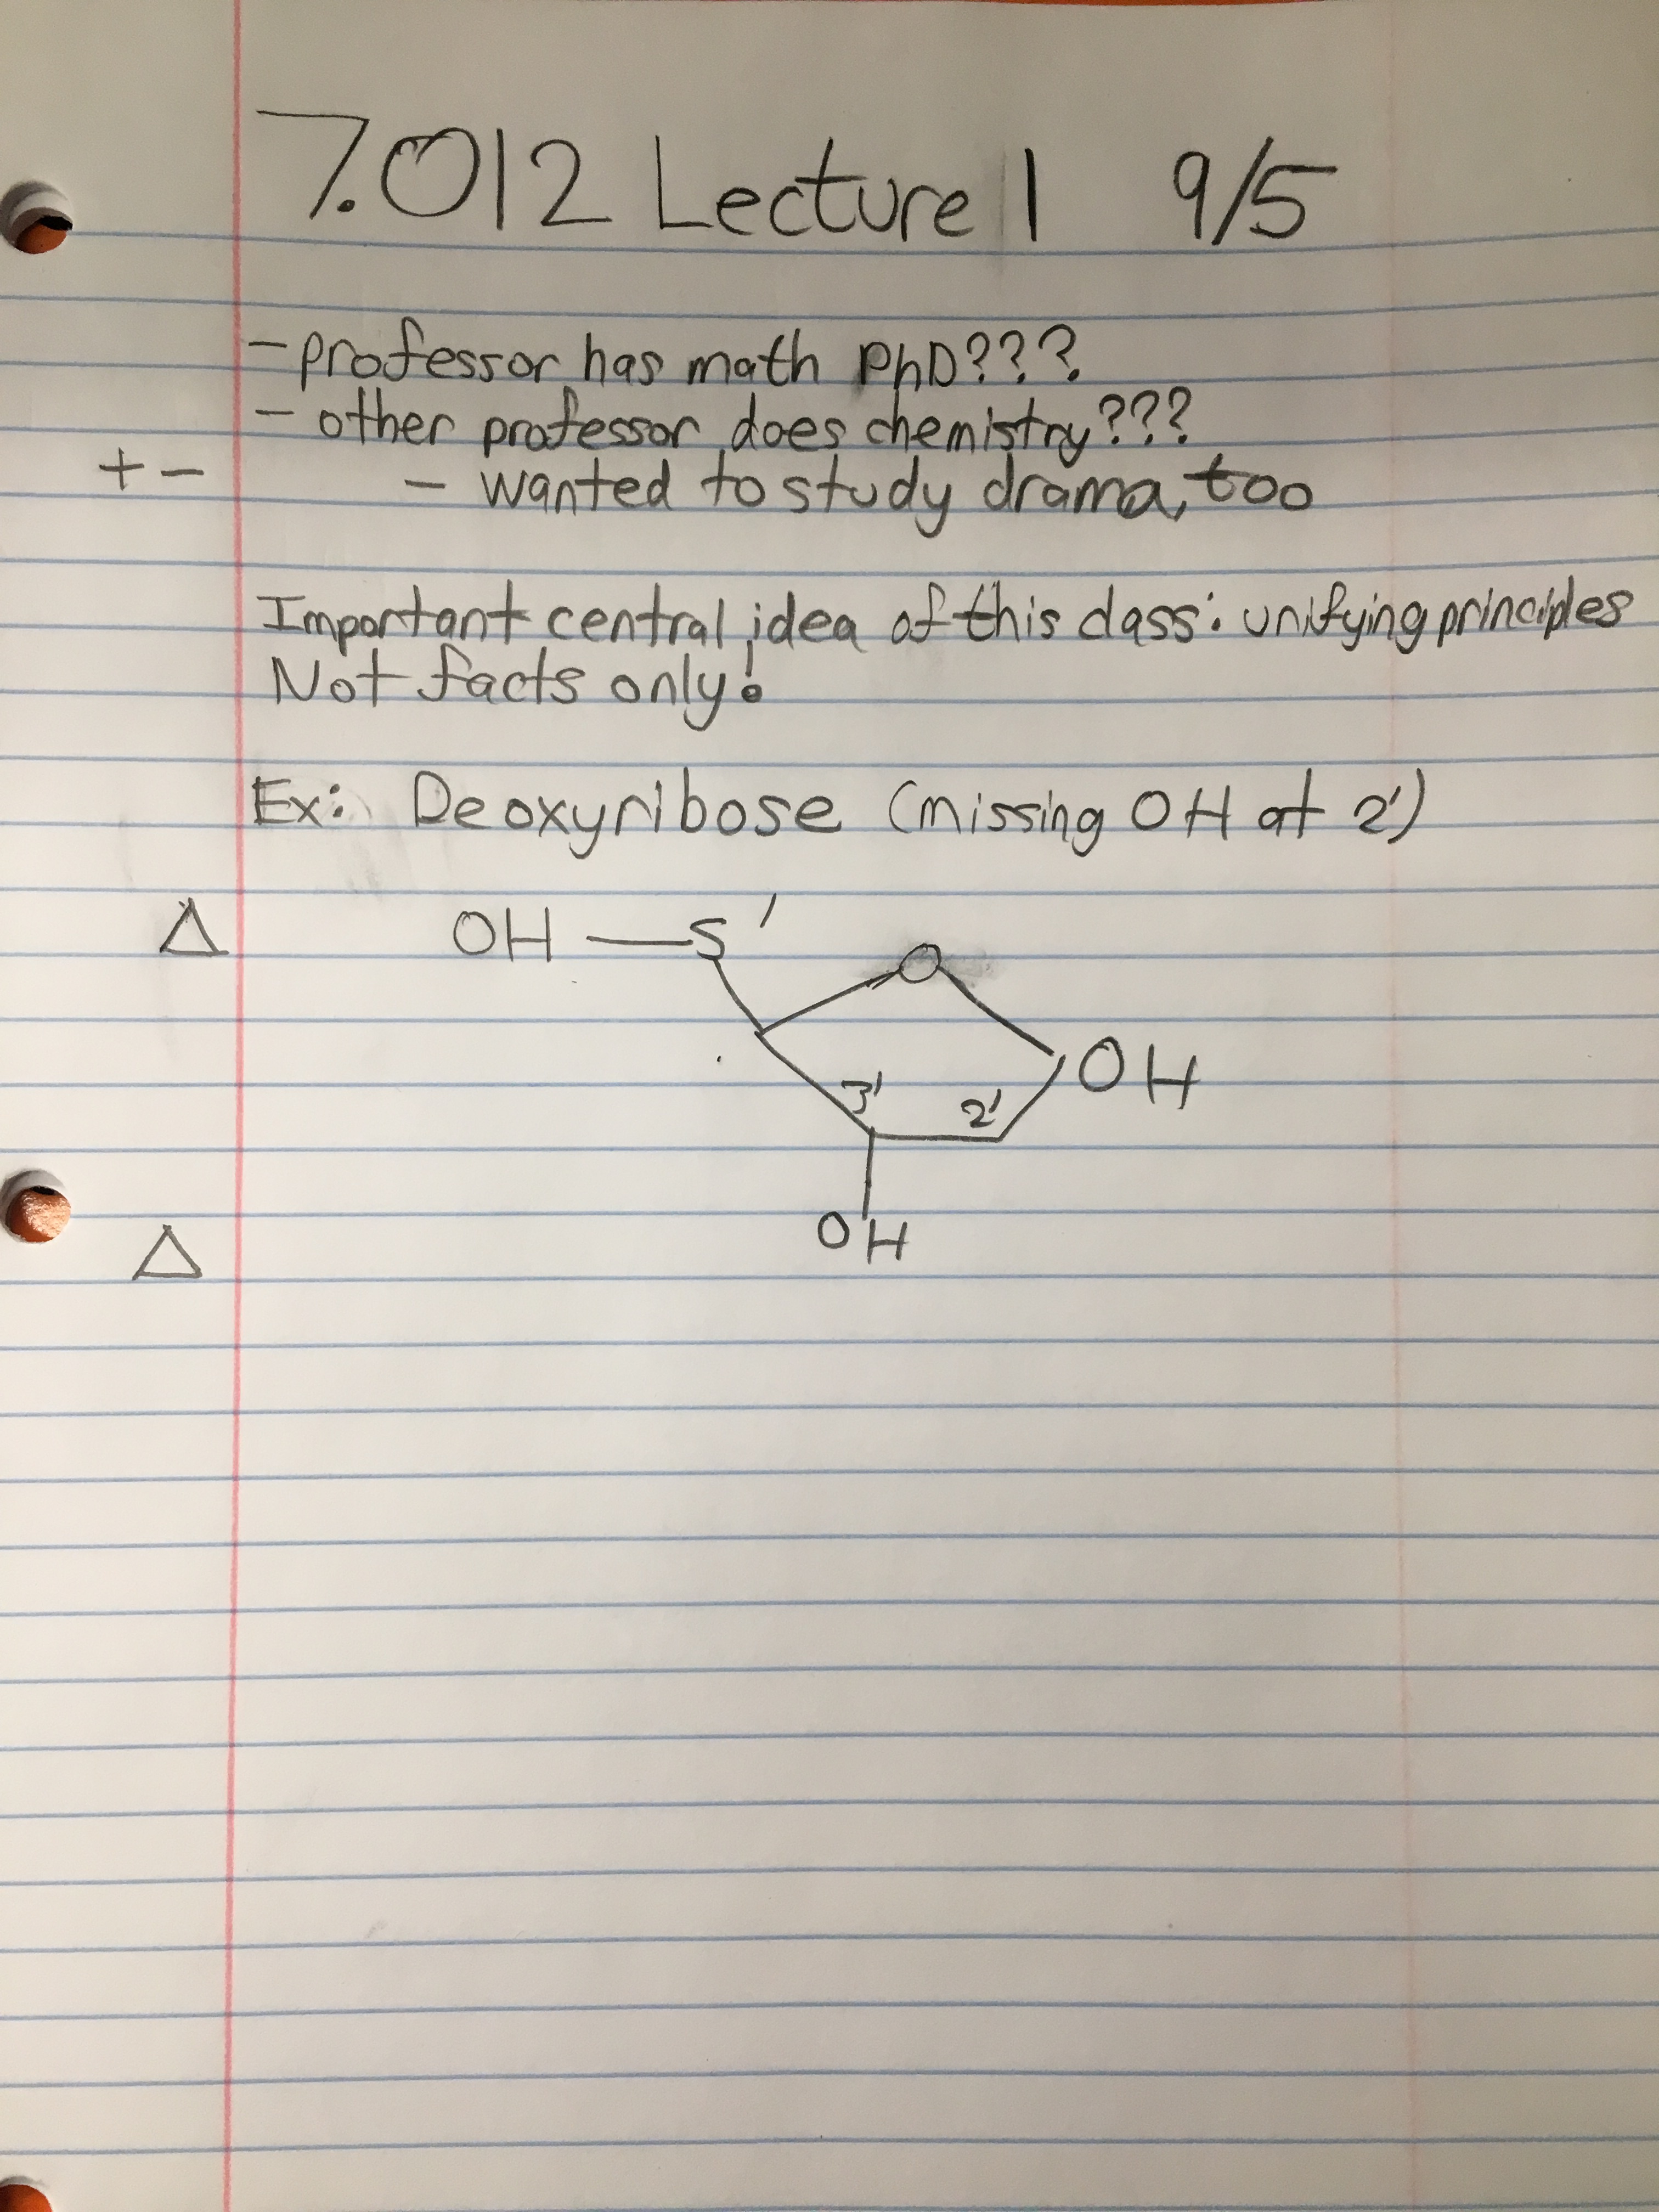 7.012 Lecture 1 9/5
- professor has math PhD???
- other professor does chemistry???
+ - - wanted to study drama, too
Important central idea of this class: unifying principles
Not facts only!
Ex: Deoxyribose (missing OH at 2')
Δ OH — 5'
O
OH
3' 2'
OH
Δ